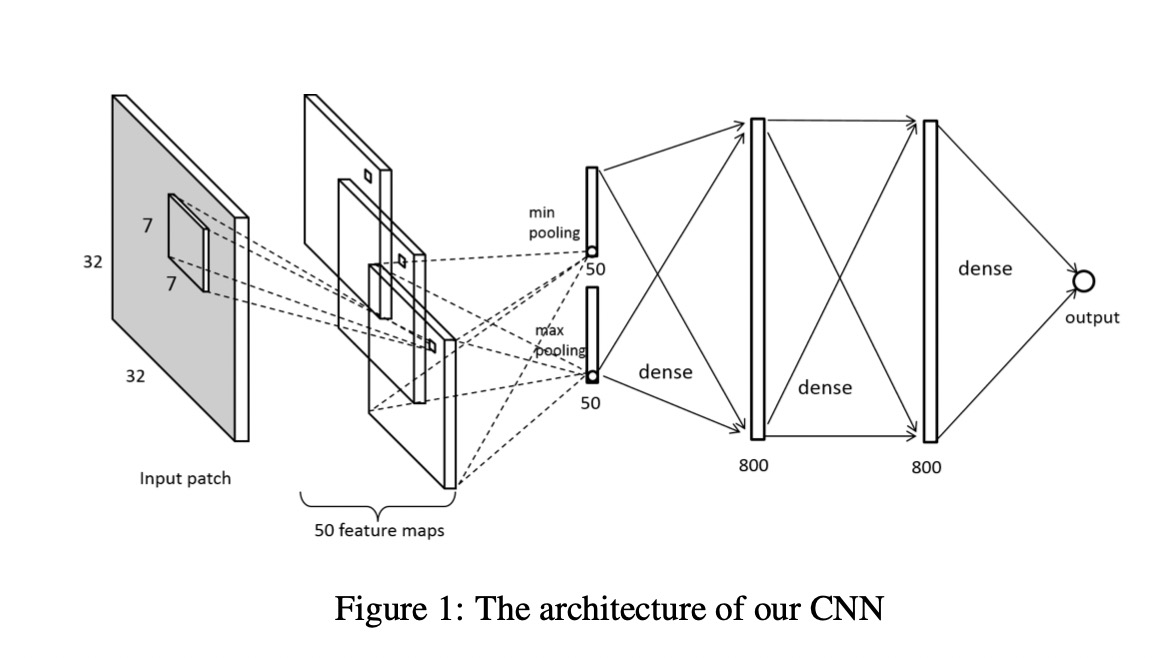 7
7
32
32
Input patch
50 feature maps
min
pooling
50
max
pooling
50
dense
800
dense
800
dense
output
Figure 1: The architecture of our CNN